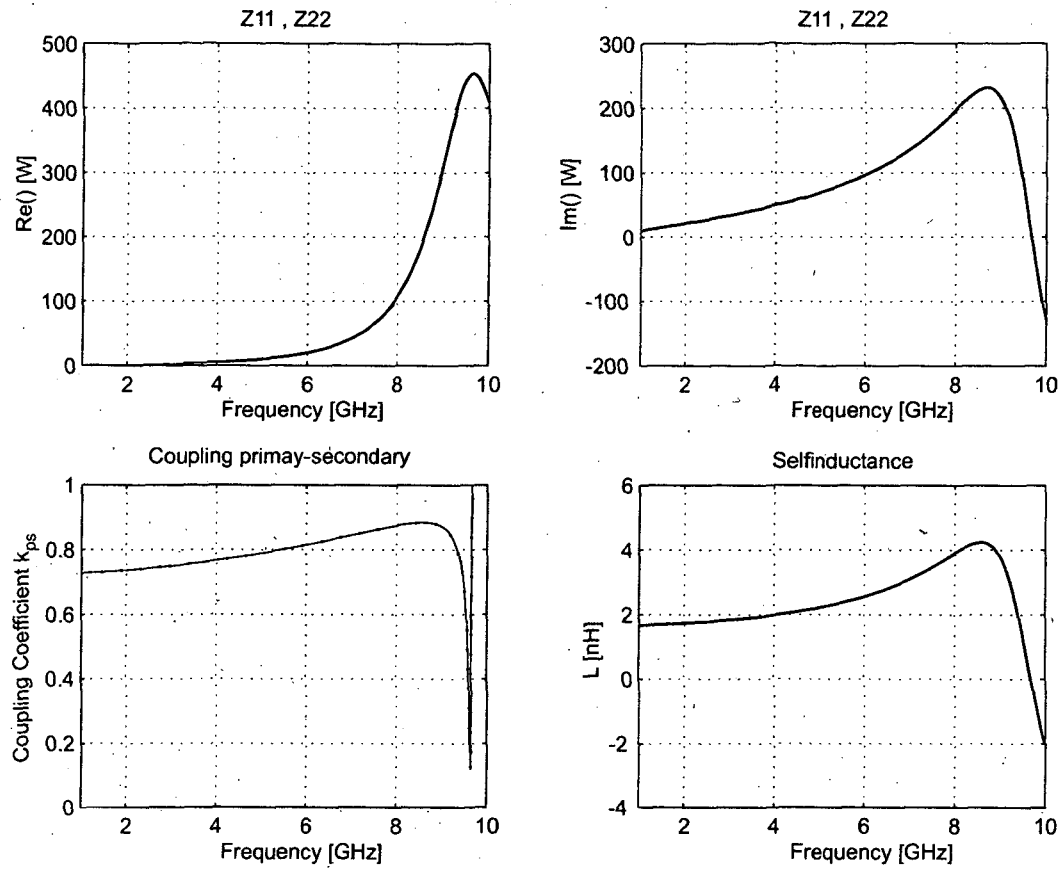 Z11 , Z22
500
400
300
200
100
0
Re() [W]
2 4 6 8 10
Frequency [GHz]
Z11 , Z22
300
200
100
0
-100
-200
Im() [W]
2 4 6 8 10
Frequency [GHz]
Coupling primay-secondary
1
0.8
0.6
0.4
0.2
0
Coupling Coefficient kps
2 4 6 8 10
Frequency [GHz]
Selfinductance
6
4
2
0
-2
-4
L [nH]
2 4 6 8 10
Frequency [GHz]